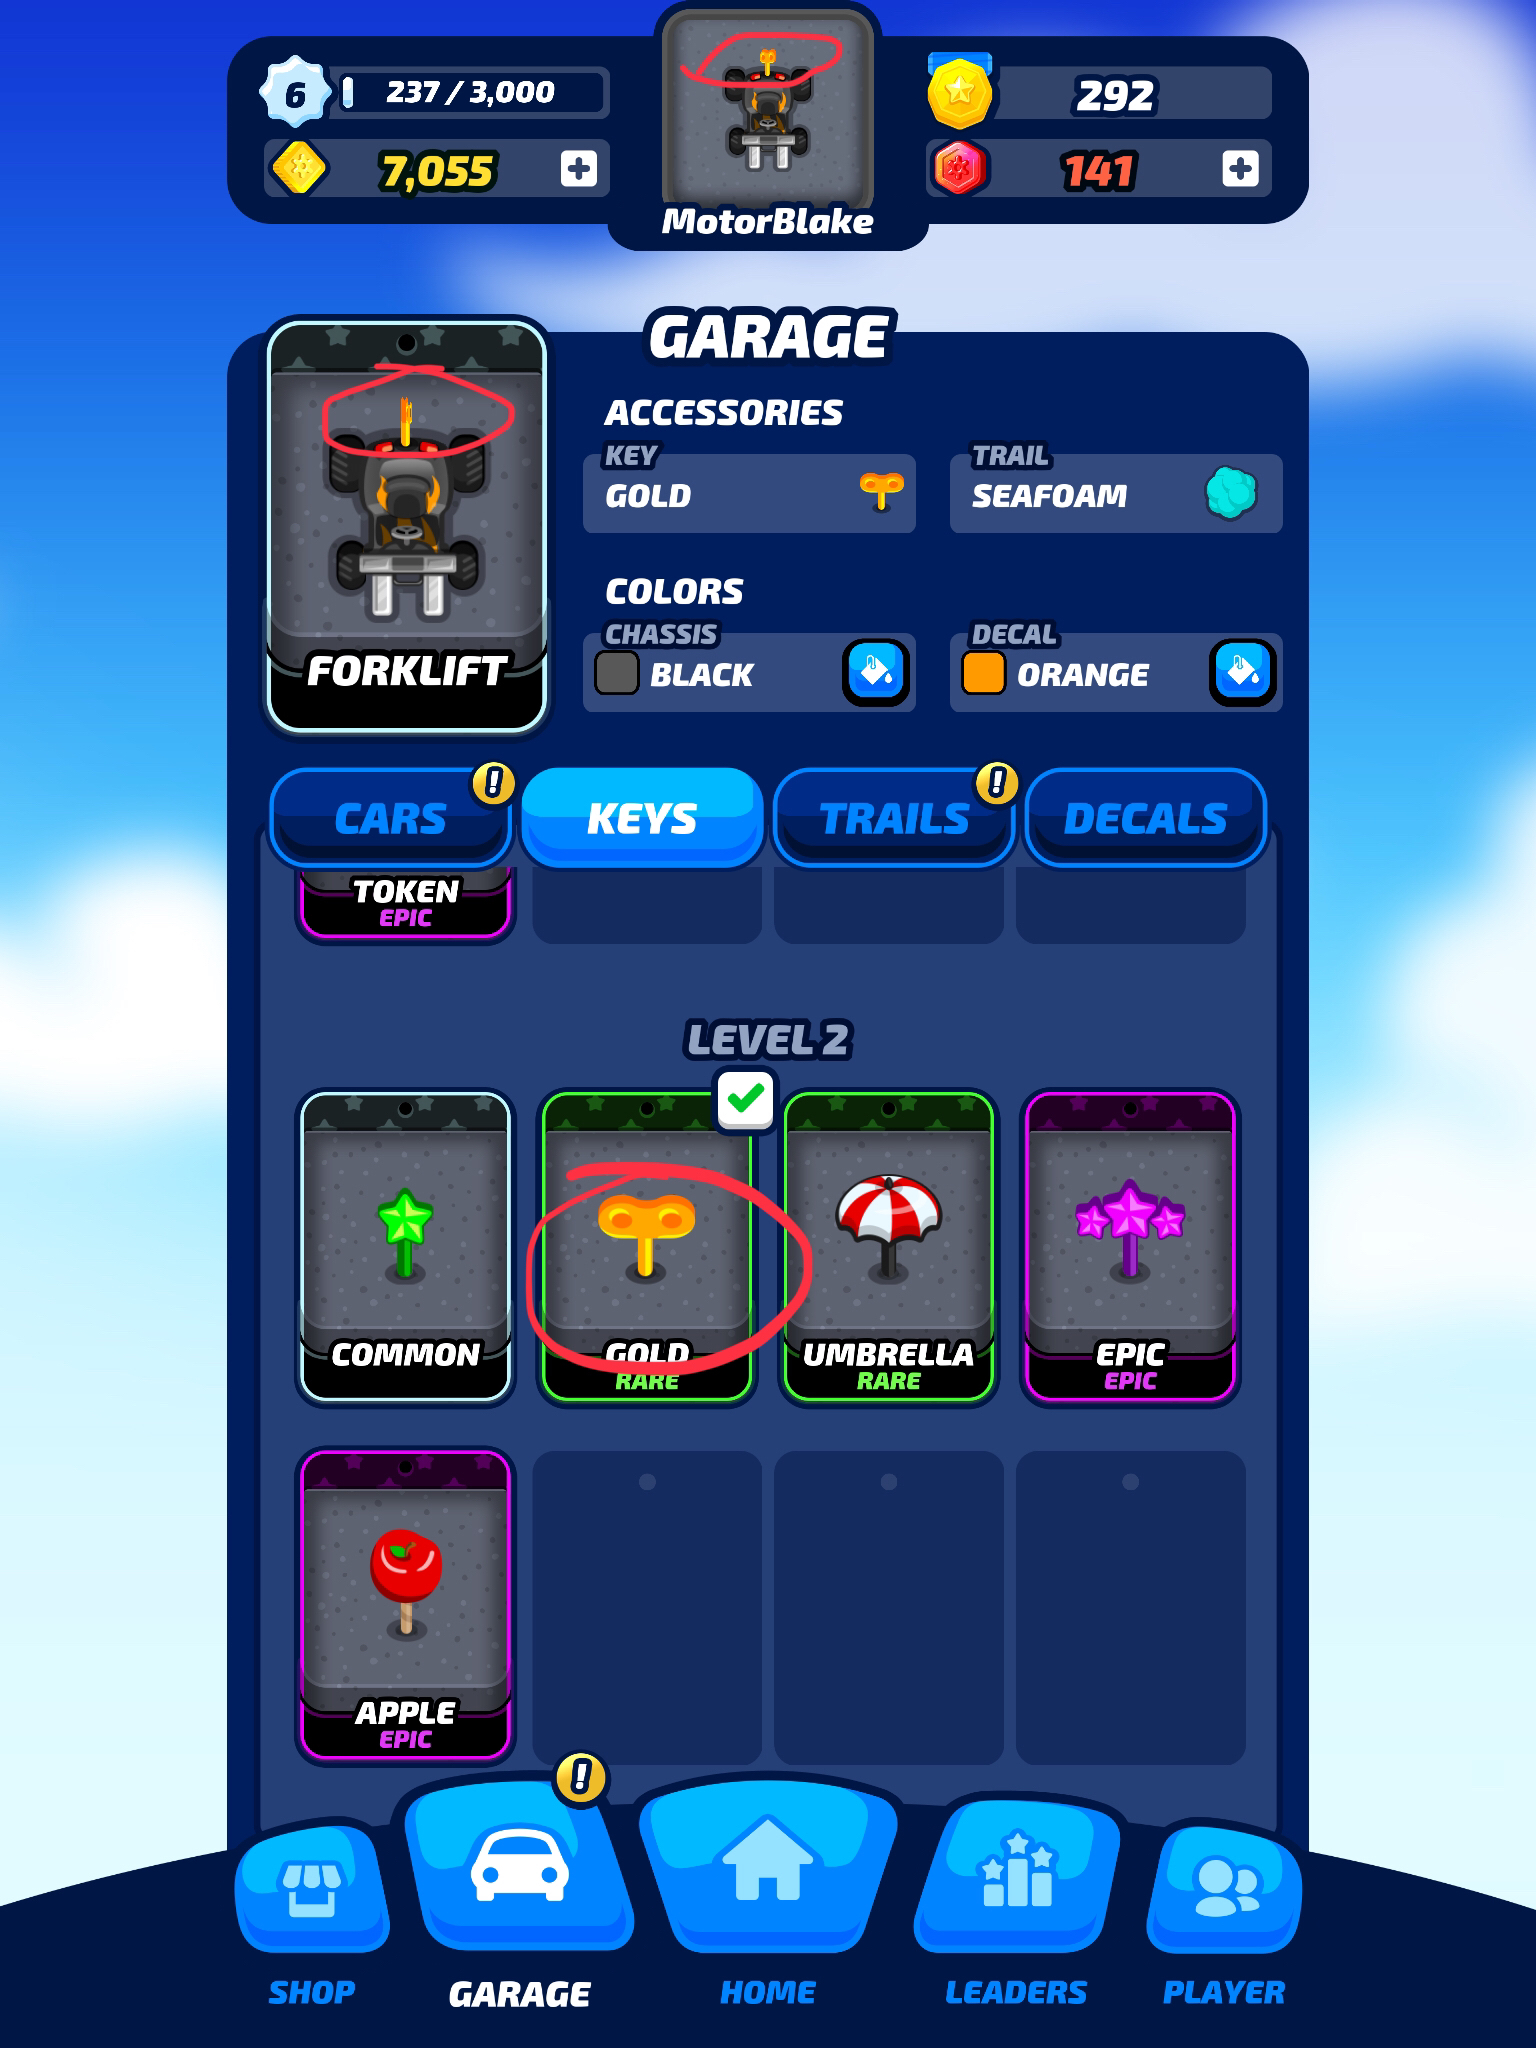 6
237 / 3,000
7,055
292
141
MotorBlake
GARAGE
ACCESSORIES
KEY
GOLD
TRAIL
SEAFOAM
COLORS
CHASSIS
BLACK
DECAL
ORANGE
FORKLIFT
CARS
!
KEYS
TRAILS
!
DECALS
TOKEN
EPIC
LEVEL 2
COMMON
GOLD
RARE
UMBRELLA
RARE
EPIC
EPIC
APPLE
EPIC
!
SHOP
GARAGE
HOME
LEADERS
PLAYER